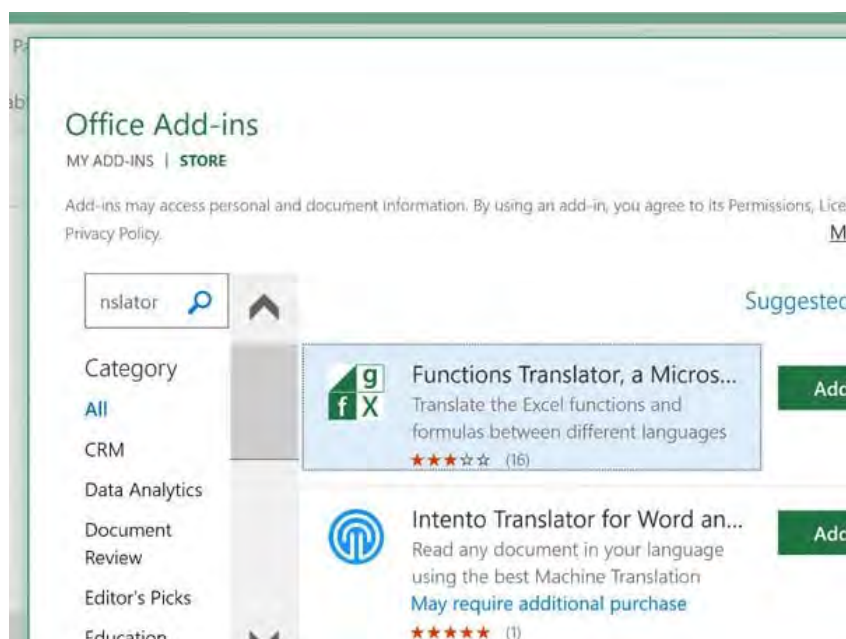 Office Add-ins
MY ADD-INS | STORE
Add-ins may access personal and document information. By using an add-in, you agree to its Permissions, Lice
Privacy Policy.
M
nslator
Suggested
Category
All
CRM
Data Analytics
Document
Review
Editor's Picks
Education
Functions Translator, a Micros...
Translate the Excel functions and
formulas between different languages
(16)
Add
Intento Translator for Word an...
Read any document in your language
using the best Machine Translation
May require additional purchase
(1)
Add